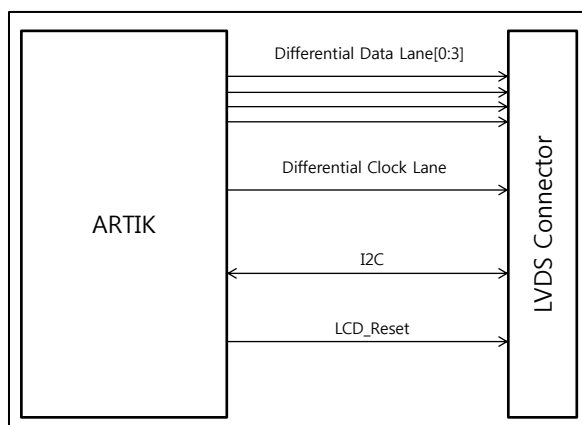 Differential Data Lane[0:3]
Differential Clock Lane
ARTIK
I2C
LCD_Reset
LVDS Connector